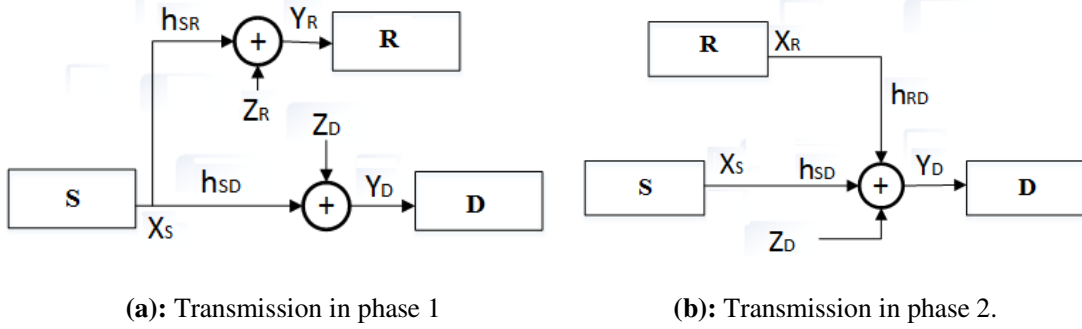 hSR
YR
R
+
ZR
ZD
S
hSD
YD
+
D
XS
(a): Transmission in phase 1
R
XR
hRD
S
XS
hSD
YD
+
D
ZD
(b): Transmission in phase 2.